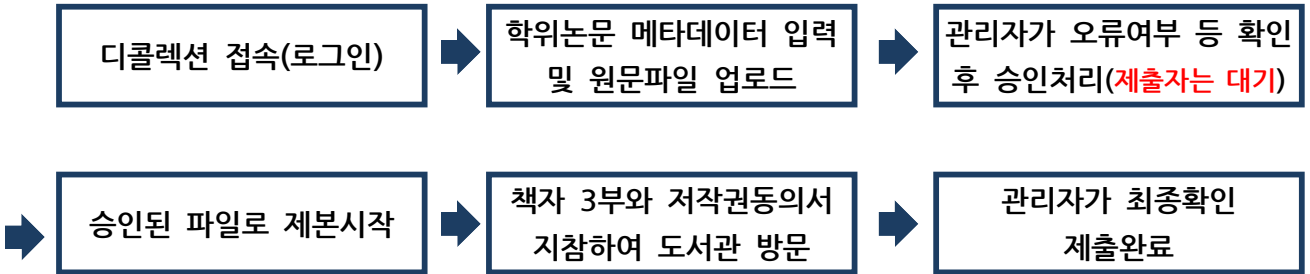 디콜렉션 접속(로그인)
학위논문 메타데이터 입력
및 원문파일 업로드
관리자가 오류여부 등 확인
후 승인처리(제출자는 대기)
승인된 파일로 제본시작
책자 3부와 저작권동의서
지참하여 도서관 방문
관리자가 최종확인
제출완료